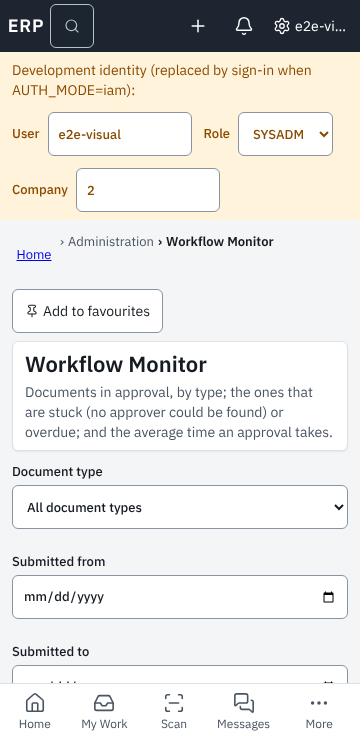 ERP
e2e-vi...
Development identity (replaced by sign-in when
AUTH_MODE=iam):
User e2e-visual Role SYSADM
Company 2
Home › Administration › Workflow Monitor
Add to favourites
Workflow Monitor
Documents in approval, by type; the ones that
are stuck (no approver could be found) or
overdue; and the average time an approval takes.
Document type
All document types
Submitted from
mm/dd/yyyy
Submitted to
Home My Work Scan Messages More